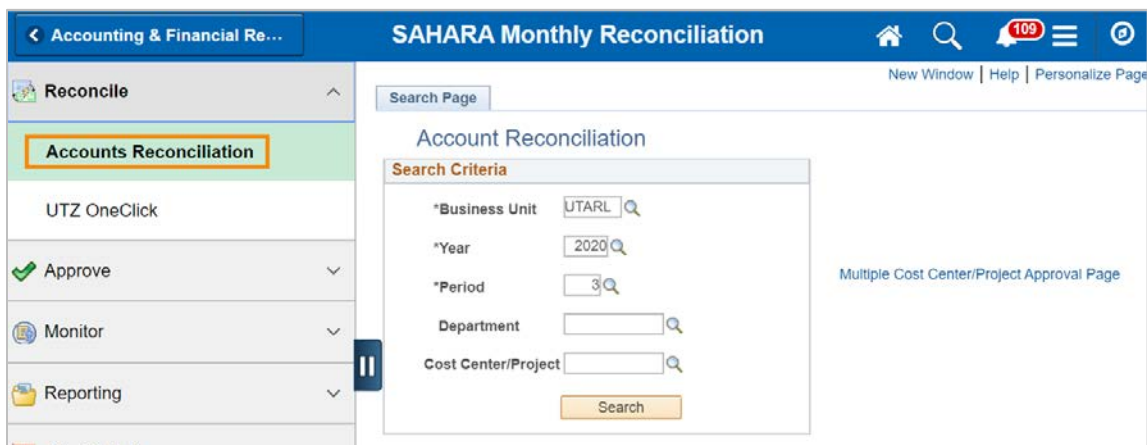 Accounting & Financial Re...
SAHARA Monthly Reconciliation
109
New Window | Help | Personalize Page
Reconcile
Accounts Reconciliation
UTZ OneClick
Approve
Monitor
Reporting
Search Page
Account Reconciliation
Search Criteria
*Business Unit UTARL
*Year 2020
*Period 3
Department
Cost Center/Project
Search
Multiple Cost Center/Project Approval Page